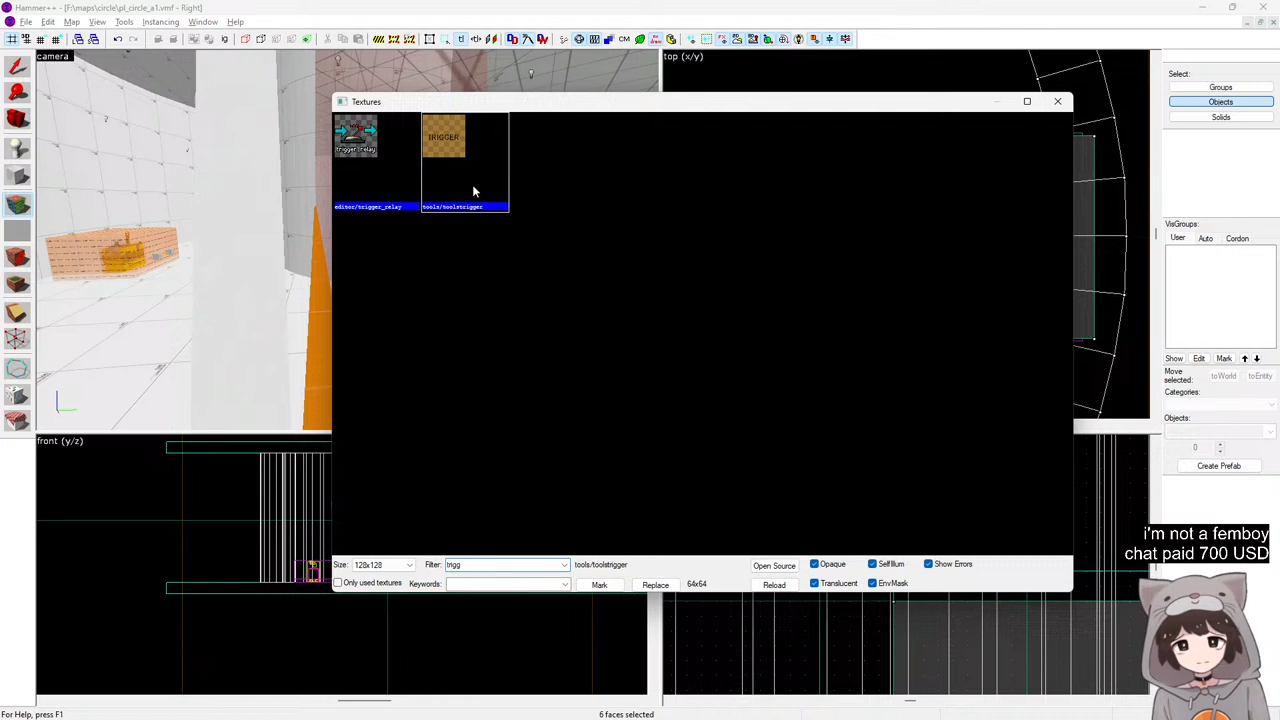 Hammer++ - [F:\maps\circle\pl_circle_a1.vmf - Right]
File Edit Map View Tools Instancing Window Help
camera
top (x/y)
Textures
TRIGGER
trigger_relay
editor/trigger_relay
tools/toolstrigger
front (y/z)
Size: 128x128 Filter: trigg tools/toolstrigger Open Source Opaque SelfIllum Show Errors
Only used textures Keywords: Mark Replace 64x64 Reload Translucent EnvMask
Select:
Groups
Objects
Solids
VisGroups:
User Auto Cordon
Show Edit Mark
Move selected: toWorld toEntity
Categories:
Objects:
0
Create Prefab
i'm not a femboy
chat paid 700 USD
For Help, press F1
6 faces selected